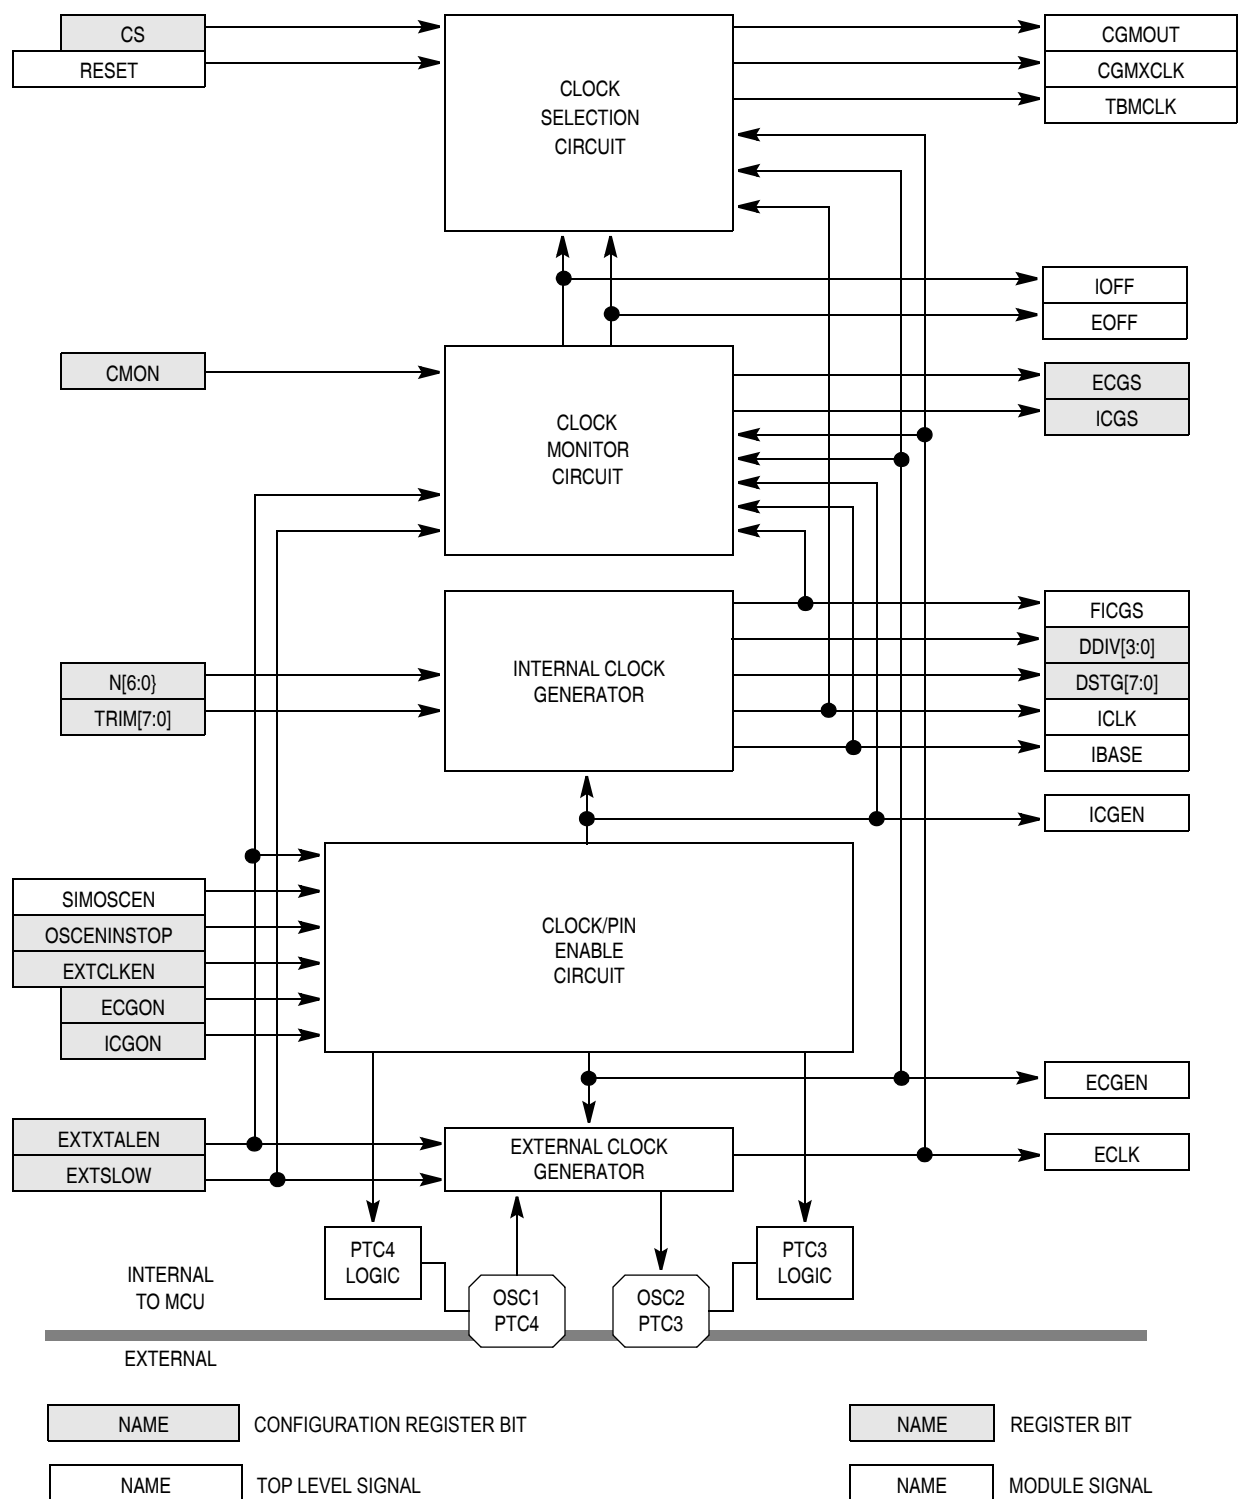 CS
RESET
CLOCK
SELECTION
CIRCUIT
CGMOUT
CGMXCLK
TBMCLK
IOFF
EOFF
CMON
CLOCK
MONITOR
CIRCUIT
ECGS
ICGS
N[6:0}
TRIM[7:0]
INTERNAL CLOCK
GENERATOR
FICGS
DDIV[3:0]
DSTG[7:0]
ICLK
IBASE
ICGEN
SIMOSCEN
OSCENINSTOP
EXTCLKEN
ECGON
ICGON
CLOCK/PIN
ENABLE
CIRCUIT
ECGEN
EXTXTALEN
EXTSLOW
EXTERNAL CLOCK
GENERATOR
ECLK
PTC4
LOGIC
OSC1
PTC4
OSC2
PTC3
PTC3
LOGIC
INTERNAL
TO MCU
EXTERNAL
NAME CONFIGURATION REGISTER BIT
NAME REGISTER BIT
NAME TOP LEVEL SIGNAL
NAME MODULE SIGNAL